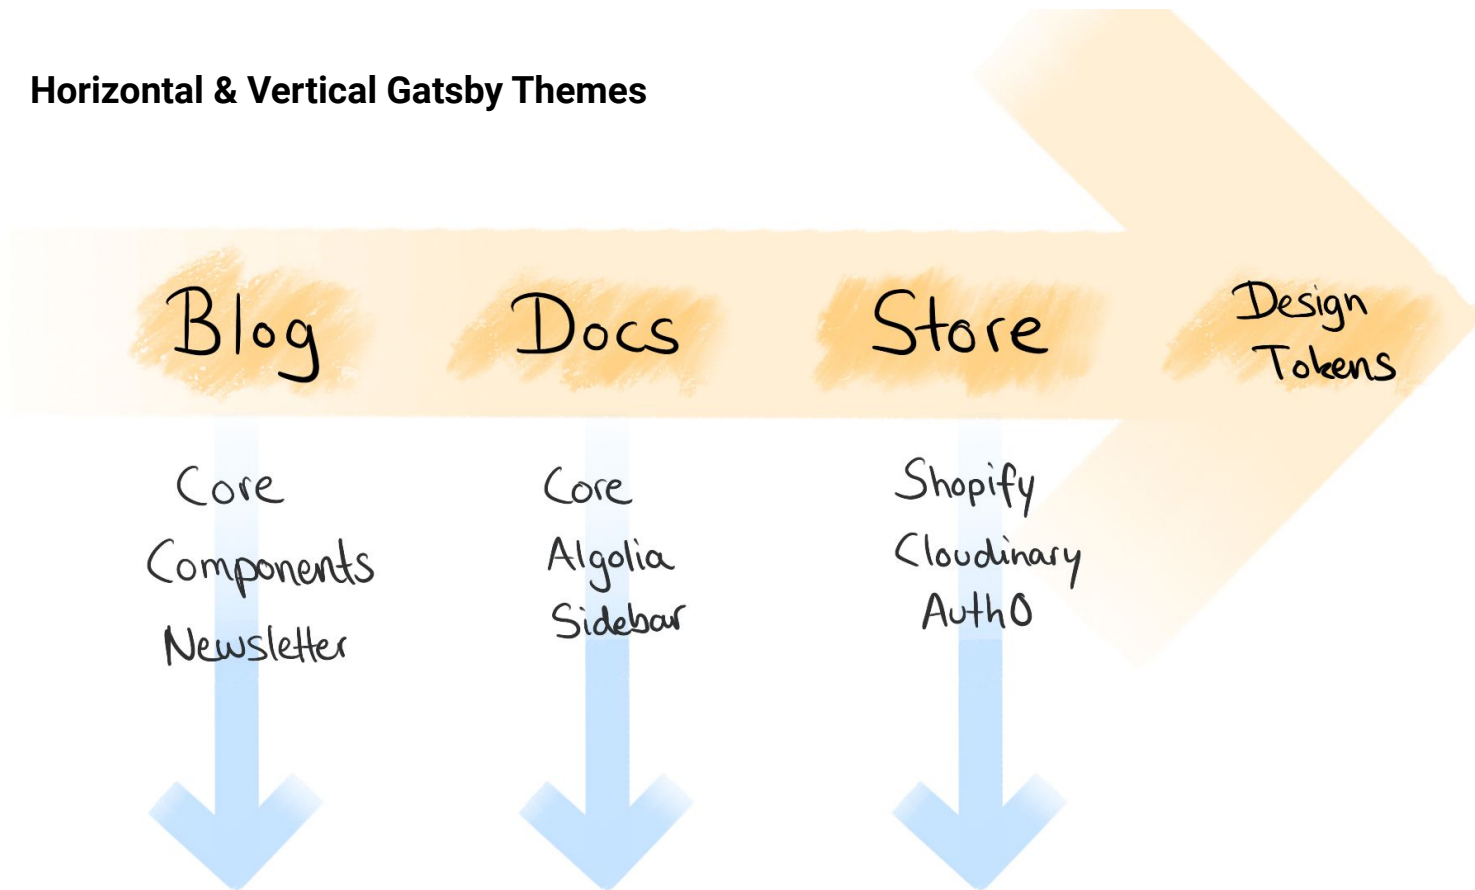 Horizontal & Vertical Gatsby Themes
Blog
Docs
Store
Design
Tokens
Core
Components
Newsletter
Core
Algolia
Sidebar
Shopify
Cloudinary
Auth0